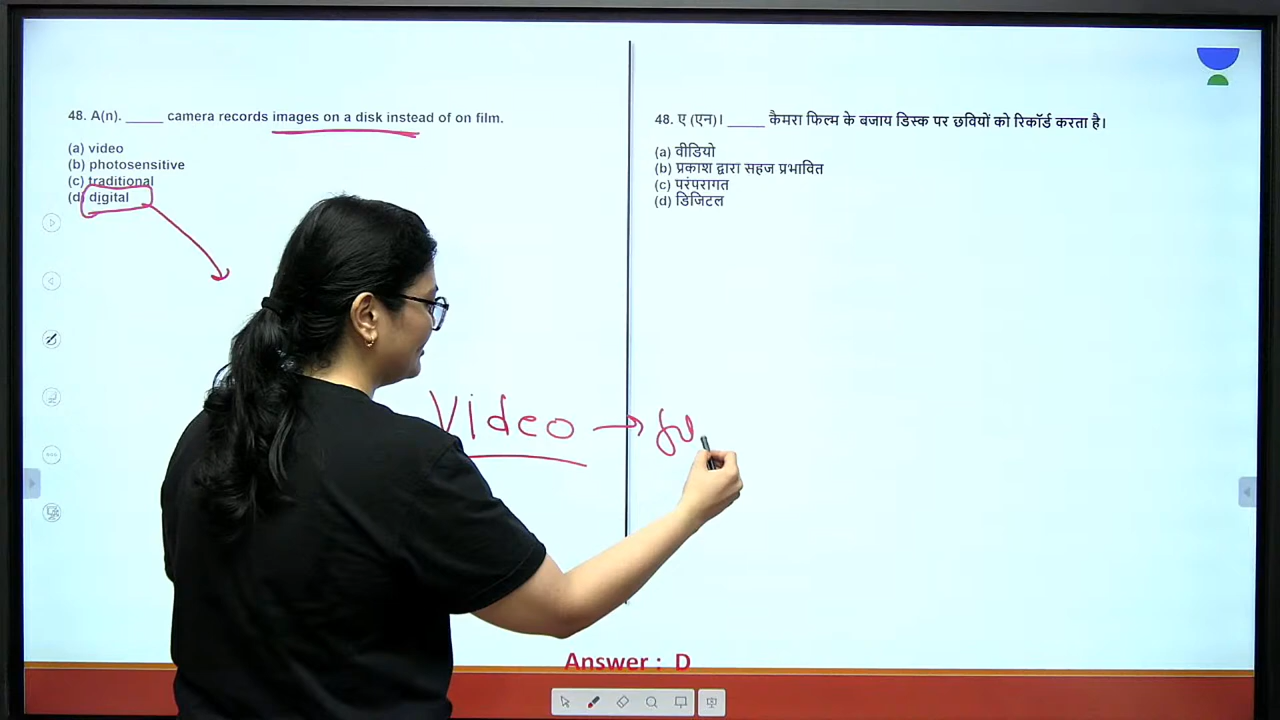 48. A(n). _____ camera records images on a disk instead of on film.
(a) video
(b) photosensitive
(c) traditional
(d) digital
48. ए (एन)। _____ कैमरा फिल्म के बजाय डिस्क पर छवियों को रिकॉर्ड करता है।
(a) वीडियो
(b) प्रकाश द्वारा सहज प्रभावित
(c) परंपरागत
(d) डिजिटल
Video →
Answer : D